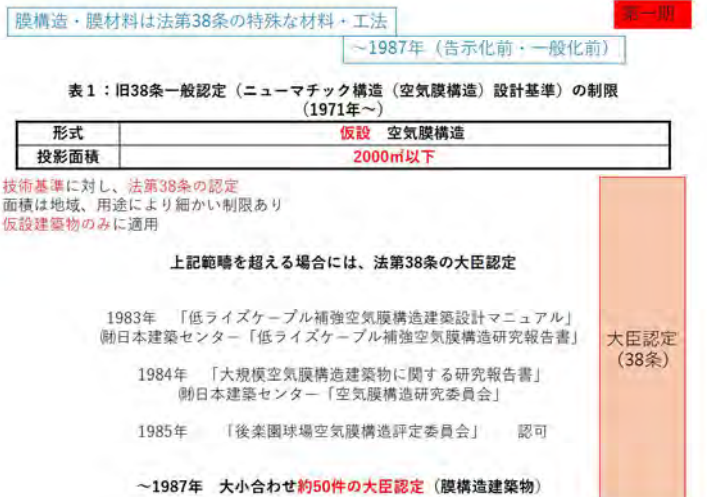 膜構造・膜材料は法第38条の特殊な材料・工法
第一期
～1987年（告示化前・一般化前）
表１：旧38条一般認定（ニューマチック構造（空気膜構造）設計基準）の制限
（1971年～）
形式 仮設 空気膜構造
投影面積 2000㎡以下
技術基準に対し、法第38条の認定
面積は地域、用途により細かい制限あり
仮設建築物のみに適用
上記範疇を超える場合には、法第38条の大臣認定
1983年 「低ライズケーブル補強空気膜構造建築設計マニュアル」
㈶日本建築センター「低ライズケーブル補強空気膜構造研究報告書」
大臣認定
（38条）
1984年 「大規模空気膜構造建築物に関する研究報告書」
㈶日本建築センター「空気膜構造研究委員会」
1985年 「後楽園球場空気膜構造評定委員会」 認可
～1987年 大小合わせ約50件の大臣認定（膜構造建築物）